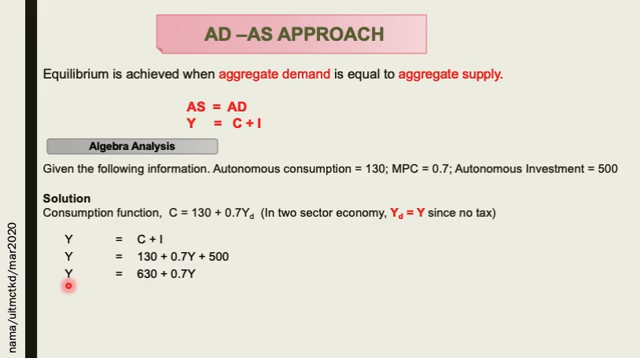 AD –AS APPROACH
Equilibrium is achieved when aggregate demand is equal to aggregate supply.
AS = AD
Y = C + I
Algebra Analysis
Given the following information. Autonomous consumption = 130; MPC = 0.7; Autonomous Investment = 500
Solution
Consumption function, C = 130 + 0.7Yd (In two sector economy, Yd = Y since no tax)
Y = C + I
Y = 130 + 0.7Y + 500
Y = 630 + 0.7Y
nama/uitmctkd/mar2020